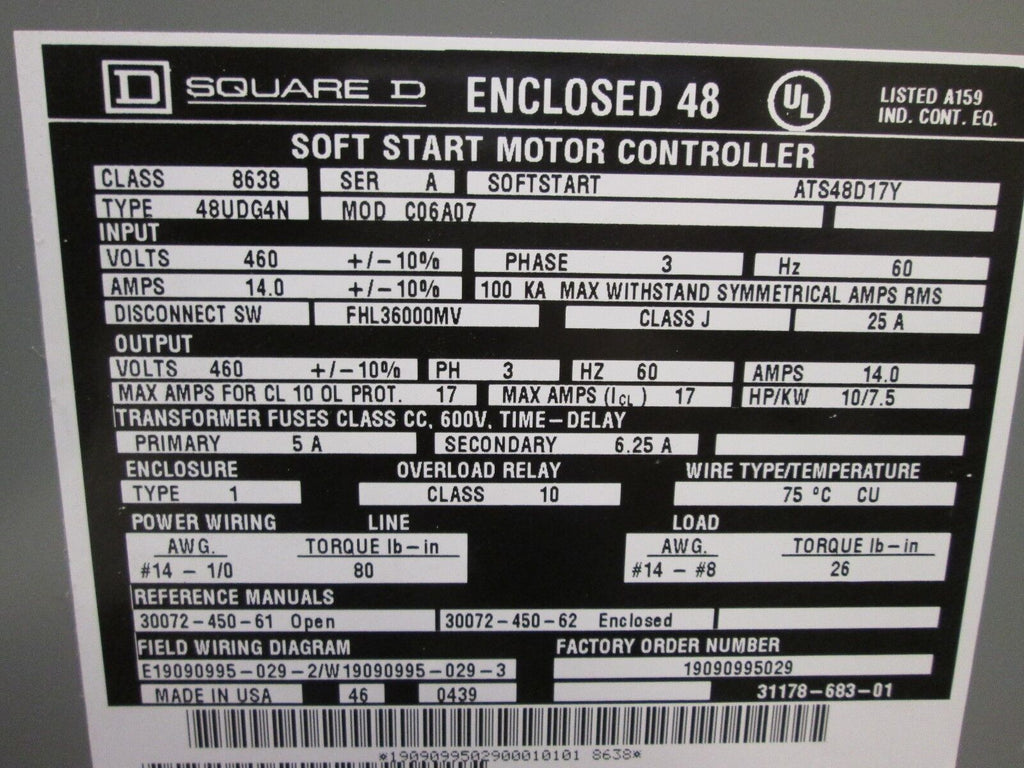 D SQUARE D ENCLOSED 48 UL LISTED A159
IND. CONT. EQ.
SOFT START MOTOR CONTROLLER
CLASS 8638 SER A SOFTSTART ATS48D17Y
TYPE 48UDG4N MOD C06A07
INPUT
VOLTS 460 +/-10% PHASE 3 Hz 60
AMPS 14.0 +/-10% 100 KA MAX WITHSTAND SYMMETRICAL AMPS RMS
DISCONNECT SW FHL36000MV CLASS J 25 A
OUTPUT
VOLTS 460 +/-10% PH 3 HZ 60 AMPS 14.0
MAX AMPS FOR CL 10 OL PROT. 17 MAX AMPS (ICL) 17 HP/KW 10/7.5
TRANSFORMER FUSES CLASS CC, 600V, TIME-DELAY
PRIMARY 5 A SECONDARY 6.25 A
ENCLOSURE OVERLOAD RELAY WIRE TYPE/TEMPERATURE
TYPE 1 CLASS 10 75 °C CU
POWER WIRING LINE LOAD
AWG. TORQUE lb-in AWG. TORQUE lb-in
#14 - 1/0 80 #14 - #8 26
REFERENCE MANUALS
30072-450-61 Open 30072-450-62 Enclosed
FIELD WIRING DIAGRAM FACTORY ORDER NUMBER
E19090995-029-2/W19090995-029-3 19090995029
MADE IN USA 46 0439 31178-683-01
*1909099502900010101 8638*